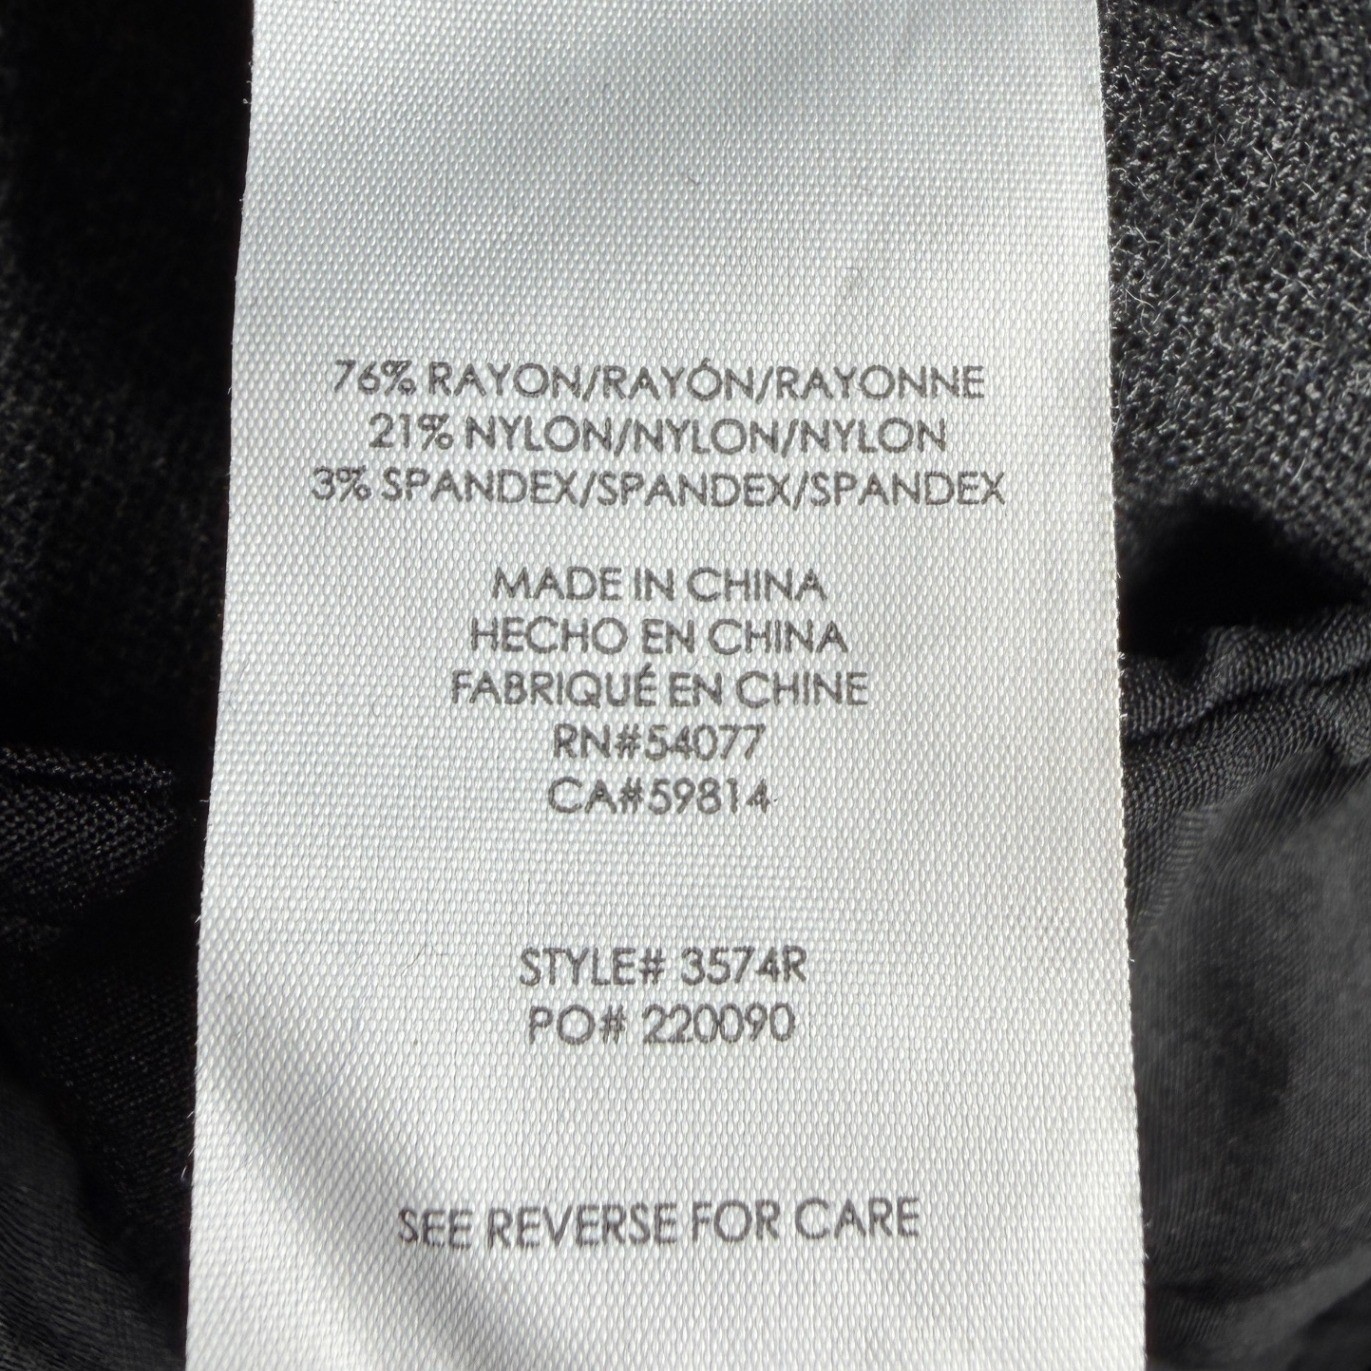 76% RAYON/RAYÓN/RAYONNE
21% NYLON/NYLON/NYLON
3% SPANDEX/SPANDEX/SPANDEX
MADE IN CHINA
HECHO EN CHINA
FABRIQUÉ EN CHINE
RN#54077
CA#59814
STYLE# 3574R
PO# 220090
SEE REVERSE FOR CARE